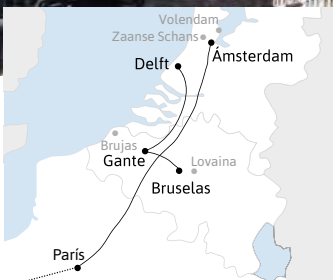 Volendam
Zaanse Schans
Ámsterdam
Delft
Brujas
Gante
Lovaina
Bruselas
París